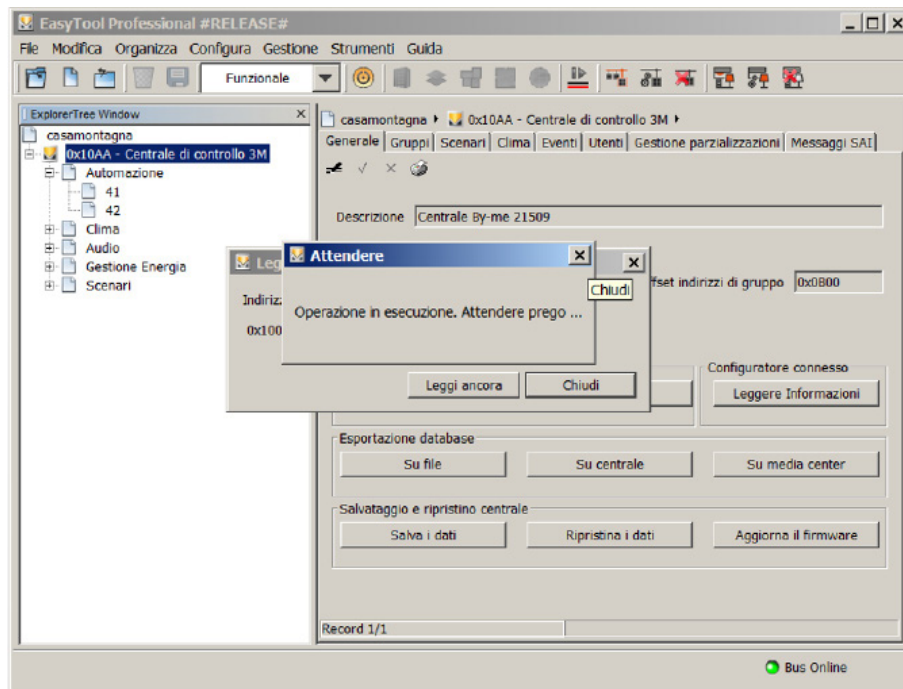 EasyTool Professional #RELEASE#
File Modifica Organizza Configura Gestione Strumenti Guida
Funzionale
ExplorerTree Window
casamontagna
0x10AA - Centrale di controllo 3M
Automazione
41
42
Clima
Audio
Gestione Energia
Scenari
casamontagna 0x10AA - Centrale di controllo 3M
Generale Gruppi Scenari Clima Eventi Utenti Gestione parzializzazioni Messaggi SAI
Descrizione Centrale By-me 21509
Leg
Attendere
Chiudi
ffset indirizzi di gruppo 0x0B00
Indiriz
Operazione in esecuzione. Attendere prego ...
0x100
Leggi ancora Chiudi
Configuratore connesso
Leggere Informazioni
Esportazione database
Su file Su centrale Su media center
Salvataggio e ripristino centrale
Salva i dati Ripristina i dati Aggiorna il firmware
Record 1/1
Bus Online